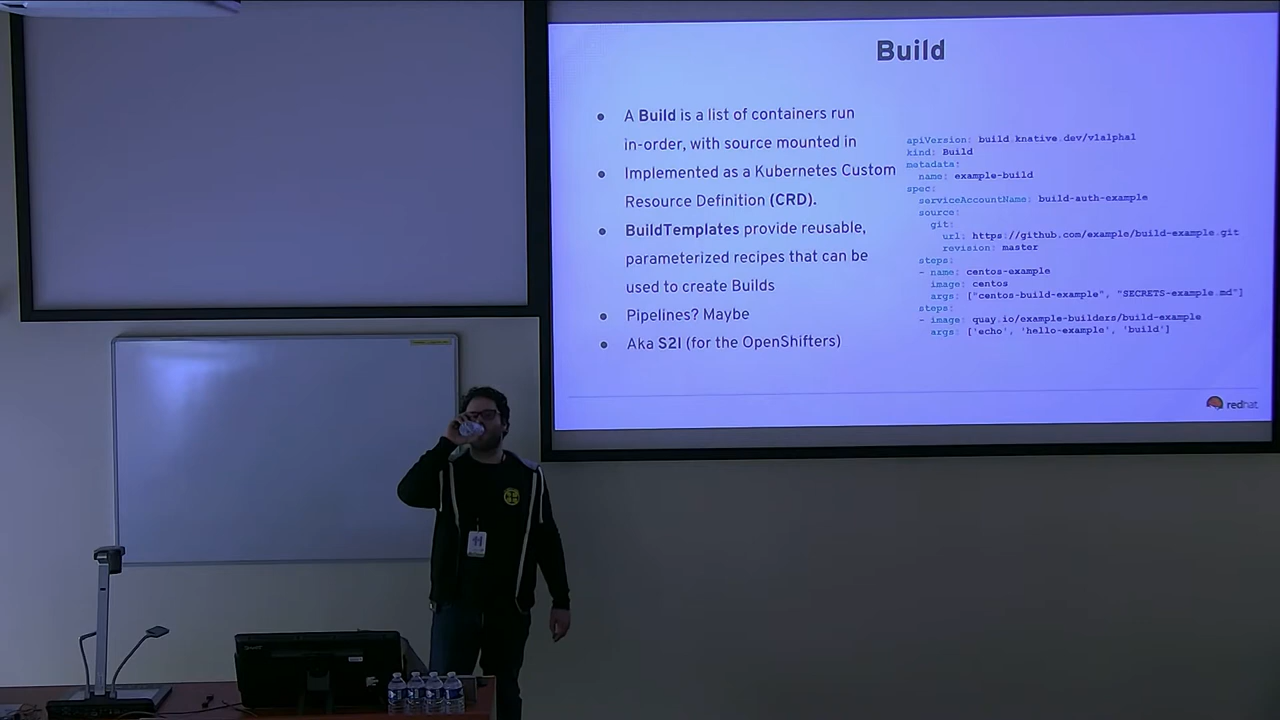 Build
● A Build is a list of containers run
in-order, with source mounted in
● Implemented as a Kubernetes Custom
Resource Definition (CRD).
● BuildTemplates provide reusable,
parameterized recipes that can be
used to create Builds
● Pipelines? Maybe
● Aka S2I (for the OpenShifters)
apiVersion: build.knative.dev/v1alpha1
kind: Build
metadata:
name: example-build
spec:
serviceAccountName: build-auth-example
source:
git:
url: https://github.com/example/build-example.git
revision: master
steps:
- name: centos-example
image: centos
args: ["centos-build-example", "SECRETS-example.md"]
steps:
- image: quay.io/example-builders/build-example
args: ['echo', 'hello-example', 'build']
redhat